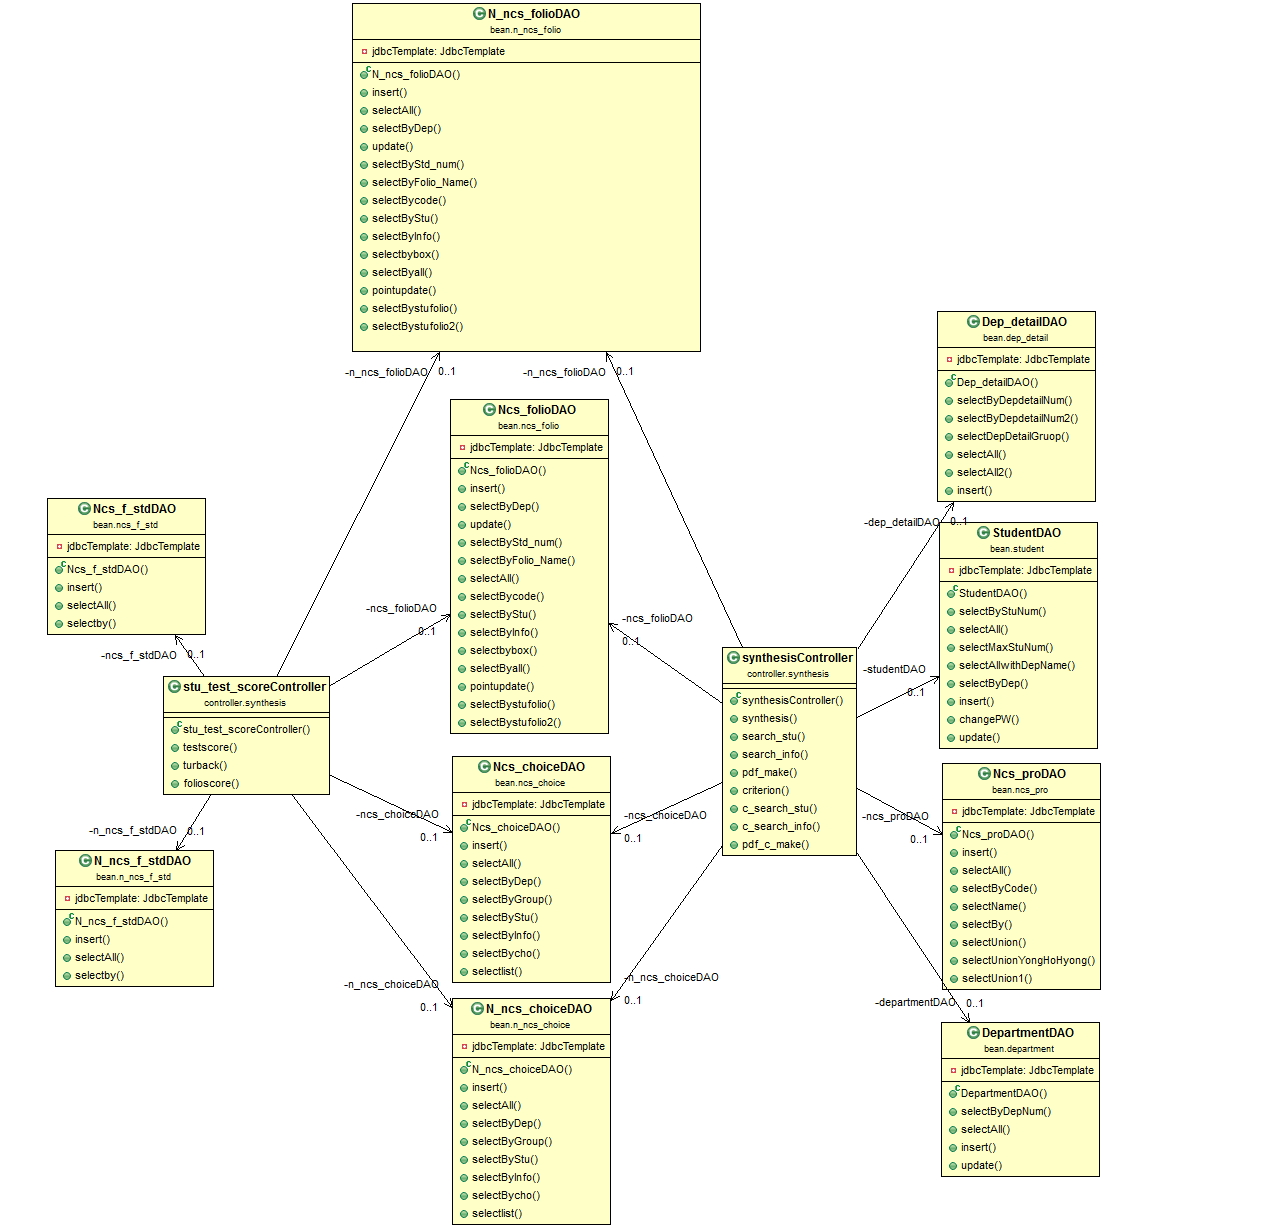 N_ncs_folioDAO
bean.n_ncs_folio
jdbcTemplate: JdbcTemplate
N_ncs_folioDAO()
insert()
selectAll()
selectByDep()
update()
selectByStd_num()
selectByFolio_Name()
selectBycode()
selectByStu()
selectByInfo()
selectbybox()
selectByall()
pointupdate()
selectBystufolio()
selectBystufolio2()
-n_ncs_folioDAO
0..1
-n_ncs_folioDAO
0..1
Ncs_folioDAO
bean.ncs_folio
jdbcTemplate: JdbcTemplate
Ncs_folioDAO()
insert()
selectByDep()
update()
selectByStd_num()
selectByFolio_Name()
selectAll()
selectBycode()
selectByStu()
selectByInfo()
selectbybox()
selectByall()
pointupdate()
selectBystufolio()
selectBystufolio2()
-ncs_folioDAO
0..1
-ncs_folioDAO
0..1
Dep_detailDAO
bean.dep_detail
jdbcTemplate: JdbcTemplate
Dep_detailDAO()
selectByDepdetailNum()
selectByDepdetailNum2()
selectDepDetailGruop()
selectAll()
selectAll2()
insert()
-dep_detailDAO
0..1
Ncs_f_stdDAO
bean.ncs_f_std
jdbcTemplate: JdbcTemplate
Ncs_f_stdDAO()
insert()
selectAll()
selectby()
-ncs_f_stdDAO
0..1
StudentDAO
bean.student
jdbcTemplate: JdbcTemplate
StudentDAO()
selectByStuNum()
selectAll()
selectMaxStuNum()
selectAllwithDepName()
selectByDep()
insert()
changePW()
update()
-studentDAO
0..1
stu_test_scoreController
controller.synthesis
stu_test_scoreController()
testscore()
turback()
folioscore()
synthesisController
controller.synthesis
synthesisController()
synthesis()
search_stu()
search_info()
pdf_make()
criterion()
c_search_stu()
c_search_info()
pdf_c_make()
Ncs_choiceDAO
bean.ncs_choice
jdbcTemplate: JdbcTemplate
Ncs_choiceDAO()
insert()
selectAll()
selectByDep()
selectByGroup()
selectByStu()
selectByInfo()
selectBycho()
selectlist()
-ncs_choiceDAO
0..1
-ncs_choiceDAO
0..1
Ncs_proDAO
bean.ncs_pro
jdbcTemplate: JdbcTemplate
Ncs_proDAO()
insert()
selectAll()
selectByCode()
selectName()
selectBy()
selectUnion()
selectUnionYongHoHyong()
selectUnion1()
-ncs_proDAO
0..1
-n_ncs_f_stdDAO
0..1
N_ncs_f_stdDAO
bean.n_ncs_f_std
jdbcTemplate: JdbcTemplate
N_ncs_f_stdDAO()
insert()
selectAll()
selectby()
-n_ncs_choiceDAO
0..1
-n_ncs_choiceDAO
0..1
N_ncs_choiceDAO
bean.n_ncs_choice
jdbcTemplate: JdbcTemplate
N_ncs_choiceDAO()
insert()
selectAll()
selectByDep()
selectByGroup()
selectByStu()
selectByInfo()
selectBycho()
selectlist()
-departmentDAO
0..1
DepartmentDAO
bean.department
jdbcTemplate: JdbcTemplate
DepartmentDAO()
selectByDepNum()
selectAll()
insert()
update()